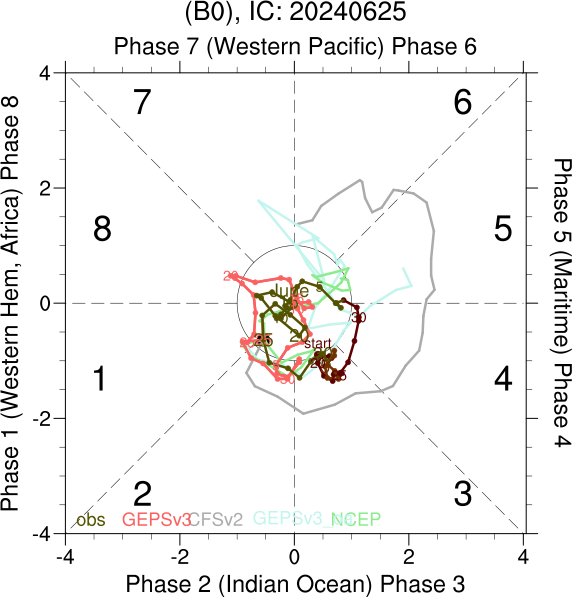 (B0), IC: 20240625
Phase 7 (Western Pacific) Phase 6
4
7
6
Phase 1 (Western Hem, Africa) Phase 8
Phase 5 (Maritime) Phase 4
2
8
5
June
5
0
30
start
1
4
-2
2
3
obs
GEPSv3
CFSv2
GEPSv3
NCEP
-4
-4
-2
0
2
4
Phase 2 (Indian Ocean) Phase 3